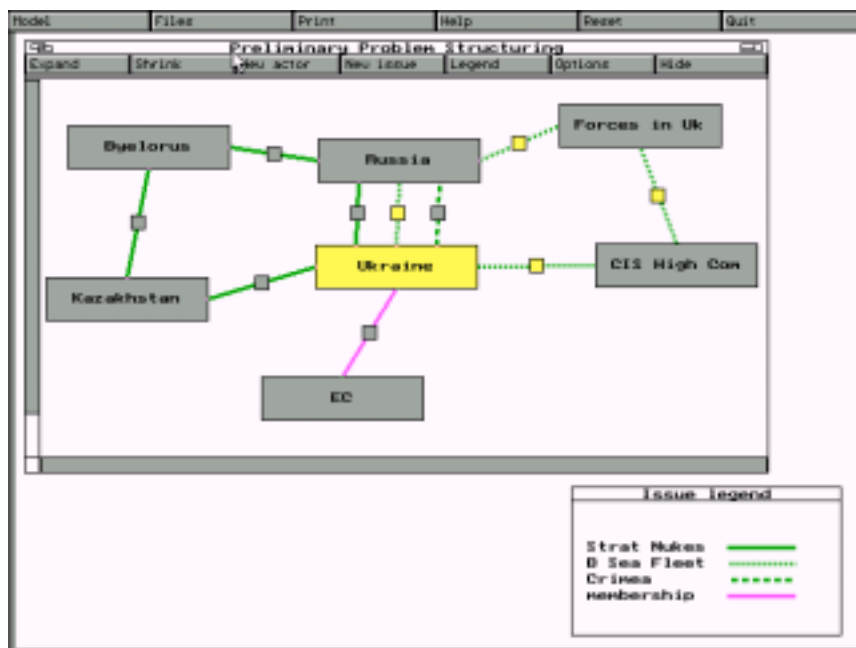 Model Files Print Help Reset Quit
Preliminary Problem Structuring
Expand Shrink New actor New issue Legend Options Hide
Forces in Uk
Byelorus
Russia
Ukraine
CIS High Com
Kazakhstan
EC
Issue legend
Strat Nukes
B Sea Fleet
Crimea
membership